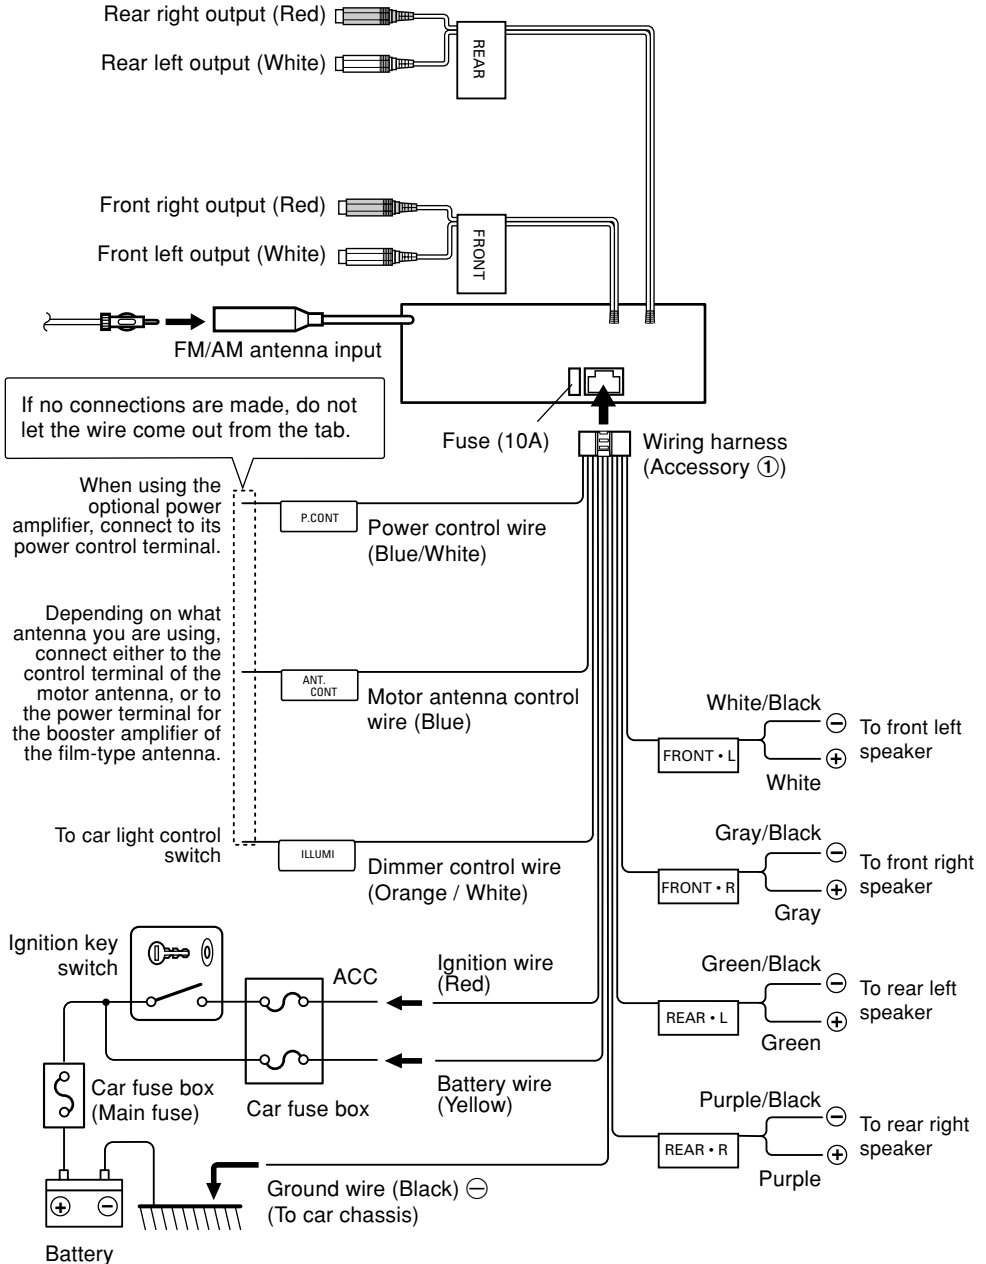 Rear right output (Red)
Rear left output (White)
REAR
Front right output (Red)
Front left output (White)
FRONT
FM/AM antenna input
If no connections are made, do not
let the wire come out from the tab.
Fuse (10A)
Wiring harness
(Accessory ①)
When using the
optional power
amplifier, connect to its
power control terminal.
P.CONT
Power control wire
(Blue/White)
Depending on what
antenna you are using,
connect either to the
control terminal of the
motor antenna, or to
the power terminal for
the booster amplifier of
the film-type antenna.
ANT.
CONT
Motor antenna control
wire (Blue)
White/Black
FRONT • L
⊖
⊕
To front left
speaker
White
To car light control
switch
ILLUMI
Dimmer control wire
(Orange / White)
Gray/Black
FRONT • R
⊖
⊕
To front right
speaker
Gray
Ignition key
switch
ACC
Ignition wire
(Red)
Green/Black
REAR • L
⊖
⊕
To rear left
speaker
Green
Car fuse box
(Main fuse)
Car fuse box
Battery wire
(Yellow)
Purple/Black
REAR • R
⊖
⊕
To rear right
speaker
Purple
Ground wire (Black) ⊖
(To car chassis)
⊕ ⊖
Battery